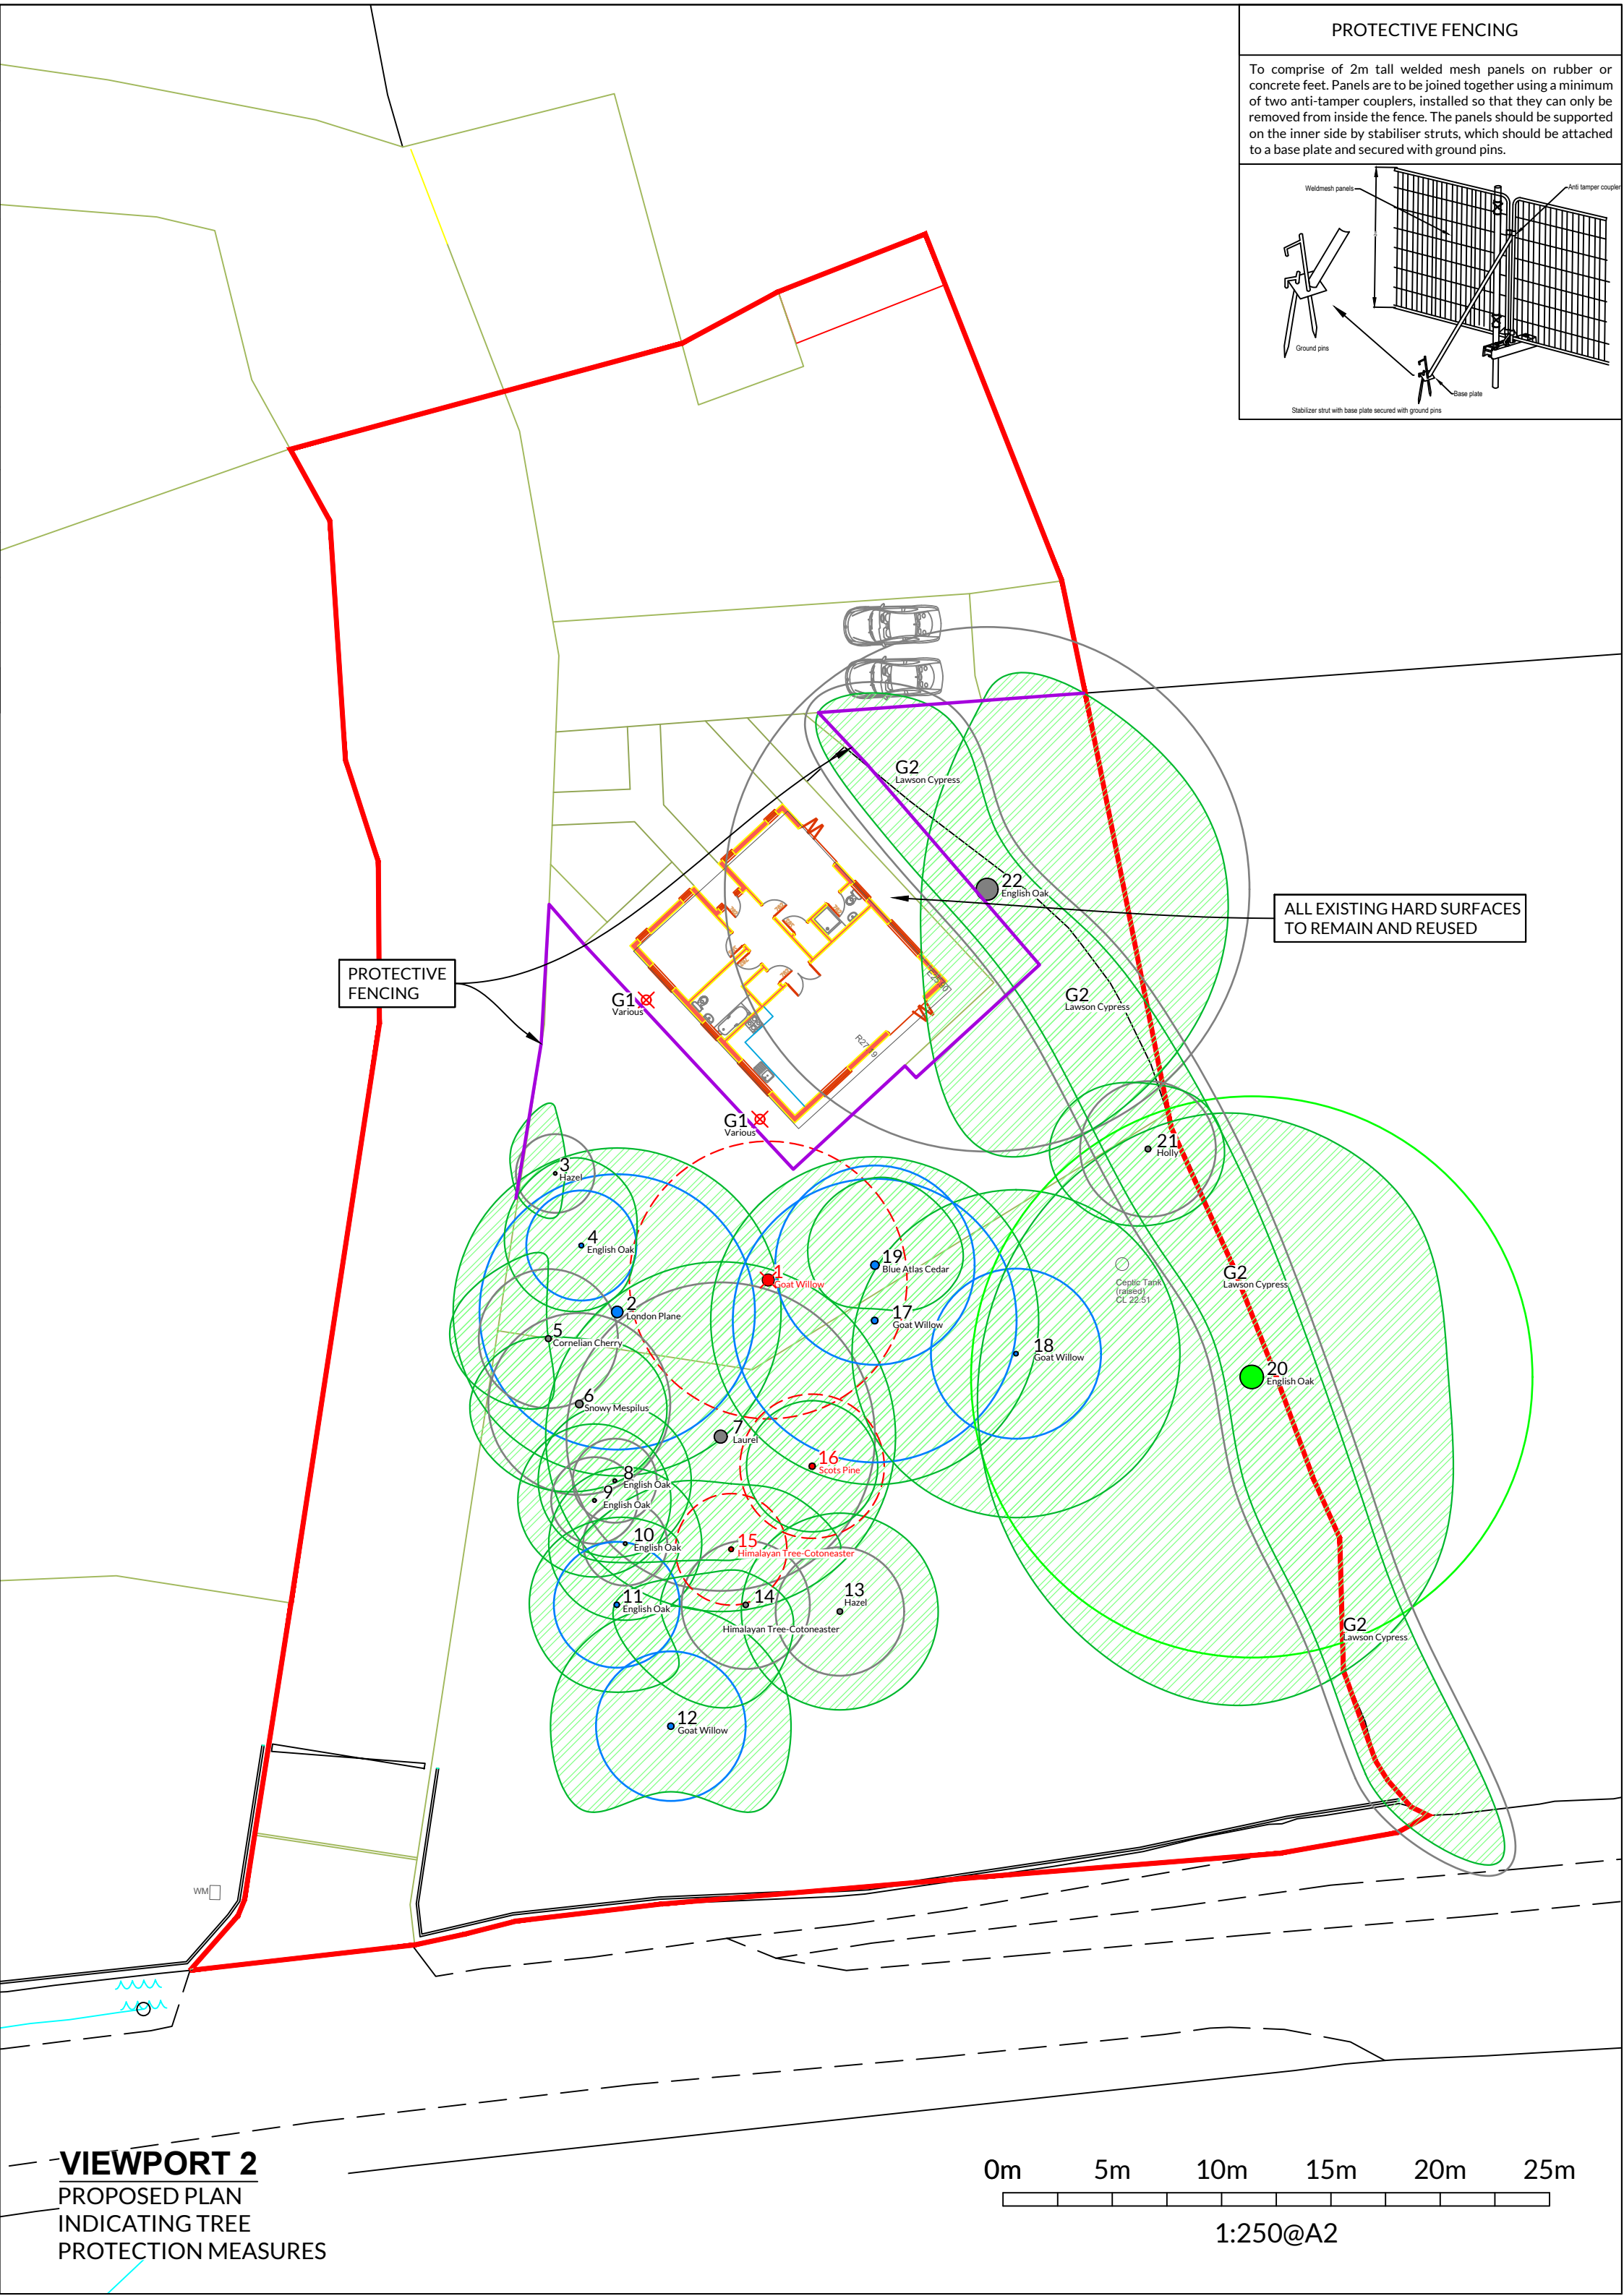 PROTECTIVE FENCING
To comprise of 2m tall welded mesh panels on rubber or
concrete feet. Panels are to be joined together using a minimum
of two anti-tamper couplers, installed so that they can only be
removed from inside the fence. The panels should be supported
on the inner side by stabiliser struts, which should be attached
to a base plate and secured with ground pins.
Weldmesh panels
Anti tamper coupler
Ground pins
Base plate
Stabilizer strut with base plate secured with ground pins
G2
Lawson Cypress
22
English Oak
ALL EXISTING HARD SURFACES
TO REMAIN AND REUSED
PROTECTIVE
FENCING
G1
Various
G2
Lawson Cypress
G1
Various
21
Holly
3
Hazel
4
English Oak
19
Blue Atlas Cedar
1
Goat Willow
Ceptic Tank
(raised)
CL 22.51
G2
Lawson Cypress
2
London Plane
17
Goat Willow
5
Cornelian Cherry
18
Goat Willow
20
English Oak
6
Snowy Mespilus
7
Laurel
16
Scots Pine
8
English Oak
9
English Oak
10
English Oak
15
Himalayan Tree-Cotoneaster
11
English Oak
14
Himalayan Tree-Cotoneaster
13
Hazel
G2
Lawson Cypress
12
Goat Willow
WM
VIEWPORT 2
PROPOSED PLAN
INDICATING TREE
PROTECTION MEASURES
0m 5m 10m 15m 20m 25m
1:250@A2